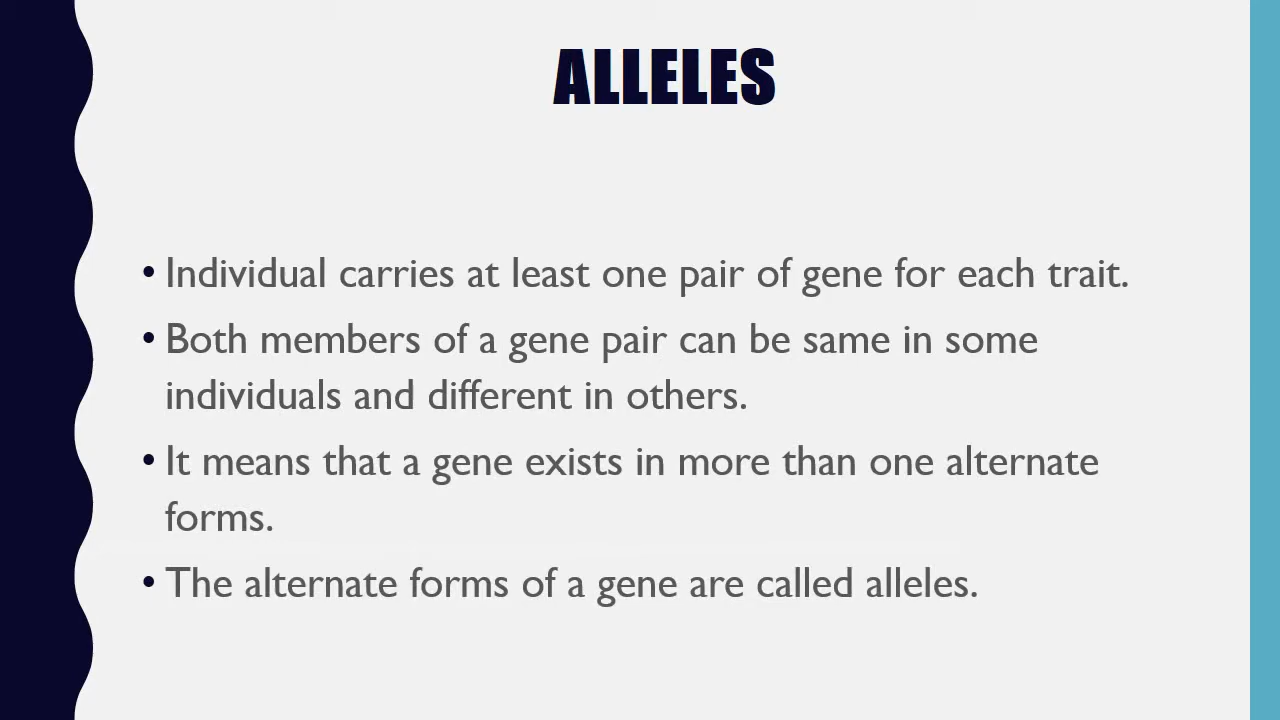 ALLELES
• Individual carries at least one pair of gene for each trait.
• Both members of a gene pair can be same in some
individuals and different in others.
• It means that a gene exists in more than one alternate
forms.
• The alternate forms of a gene are called alleles.